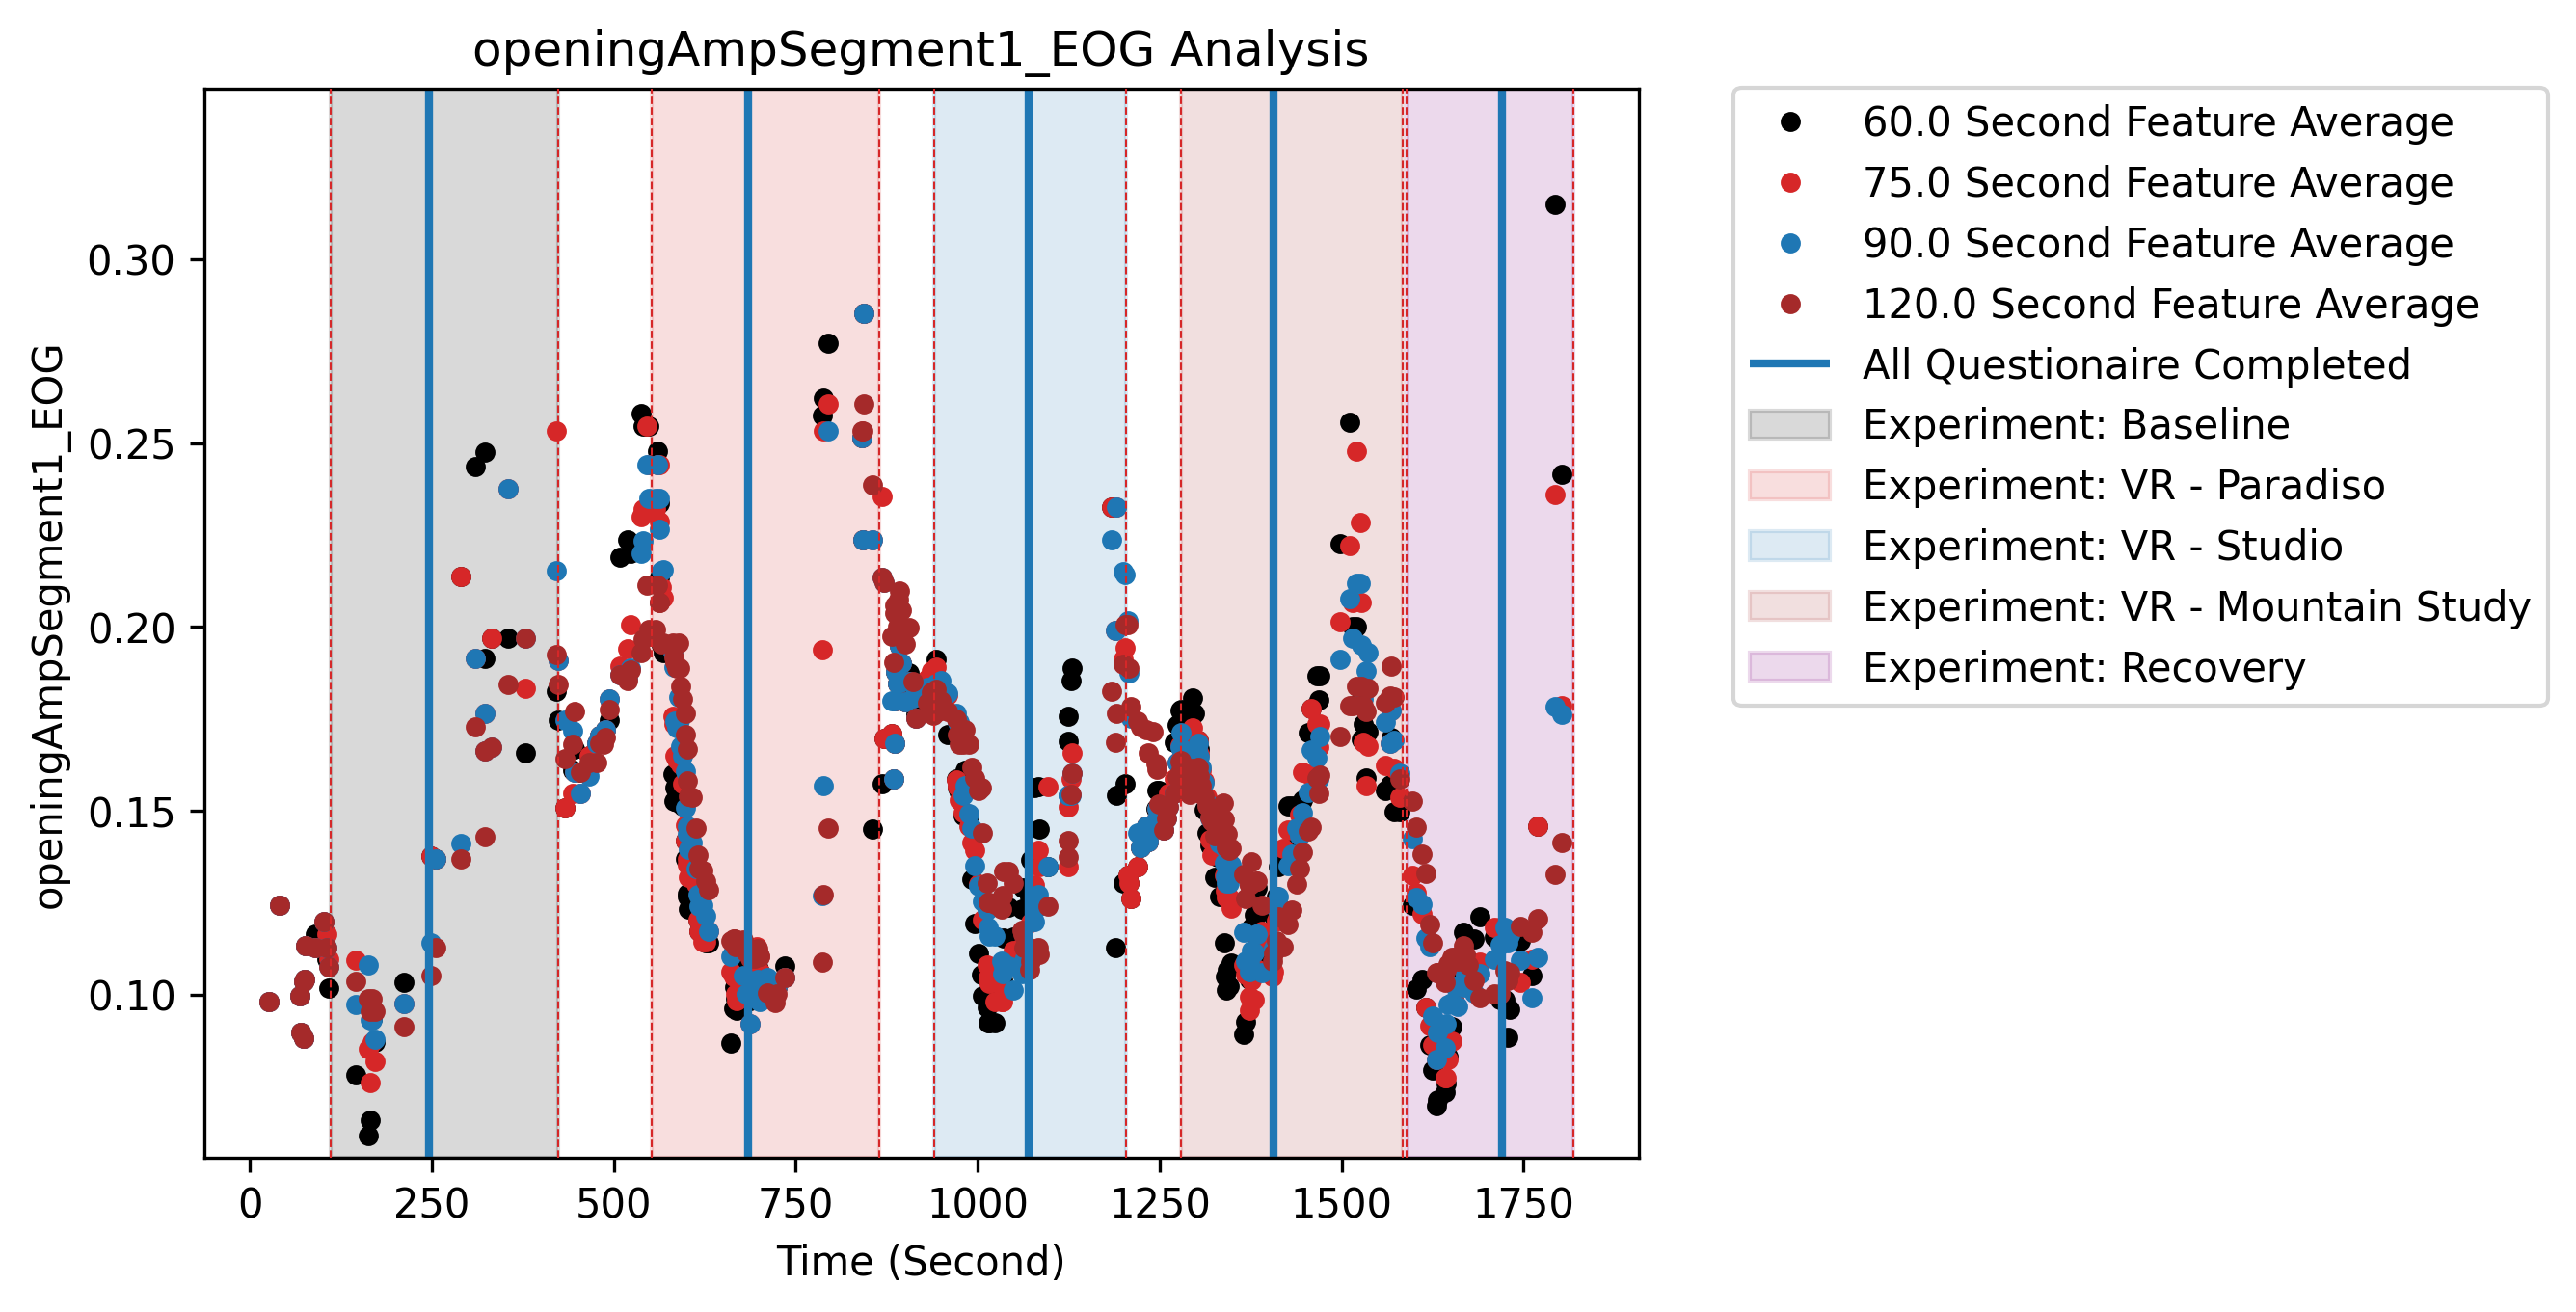 openingAmpSegment1_EOG Analysis
openingAmpSegment1_EOG
0.30
0.25
0.20
0.15
0.10
0
250
500
750
1000
1250
1500
1750
Time (Second)
60.0 Second Feature Average
75.0 Second Feature Average
90.0 Second Feature Average
120.0 Second Feature Average
All Questionaire Completed
Experiment: Baseline
Experiment: VR - Paradiso
Experiment: VR - Studio
Experiment: VR - Mountain Study
Experiment: Recovery